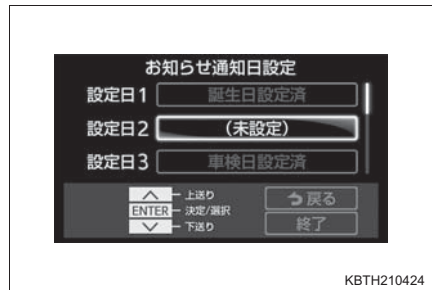 お知らせ通知日設定
設定日1 誕生日設定済
設定日2 (未設定)
設定日3 車検日設定済
上送り
ENTER 決定/選択
下送り
戻る
終了
KBTH210424